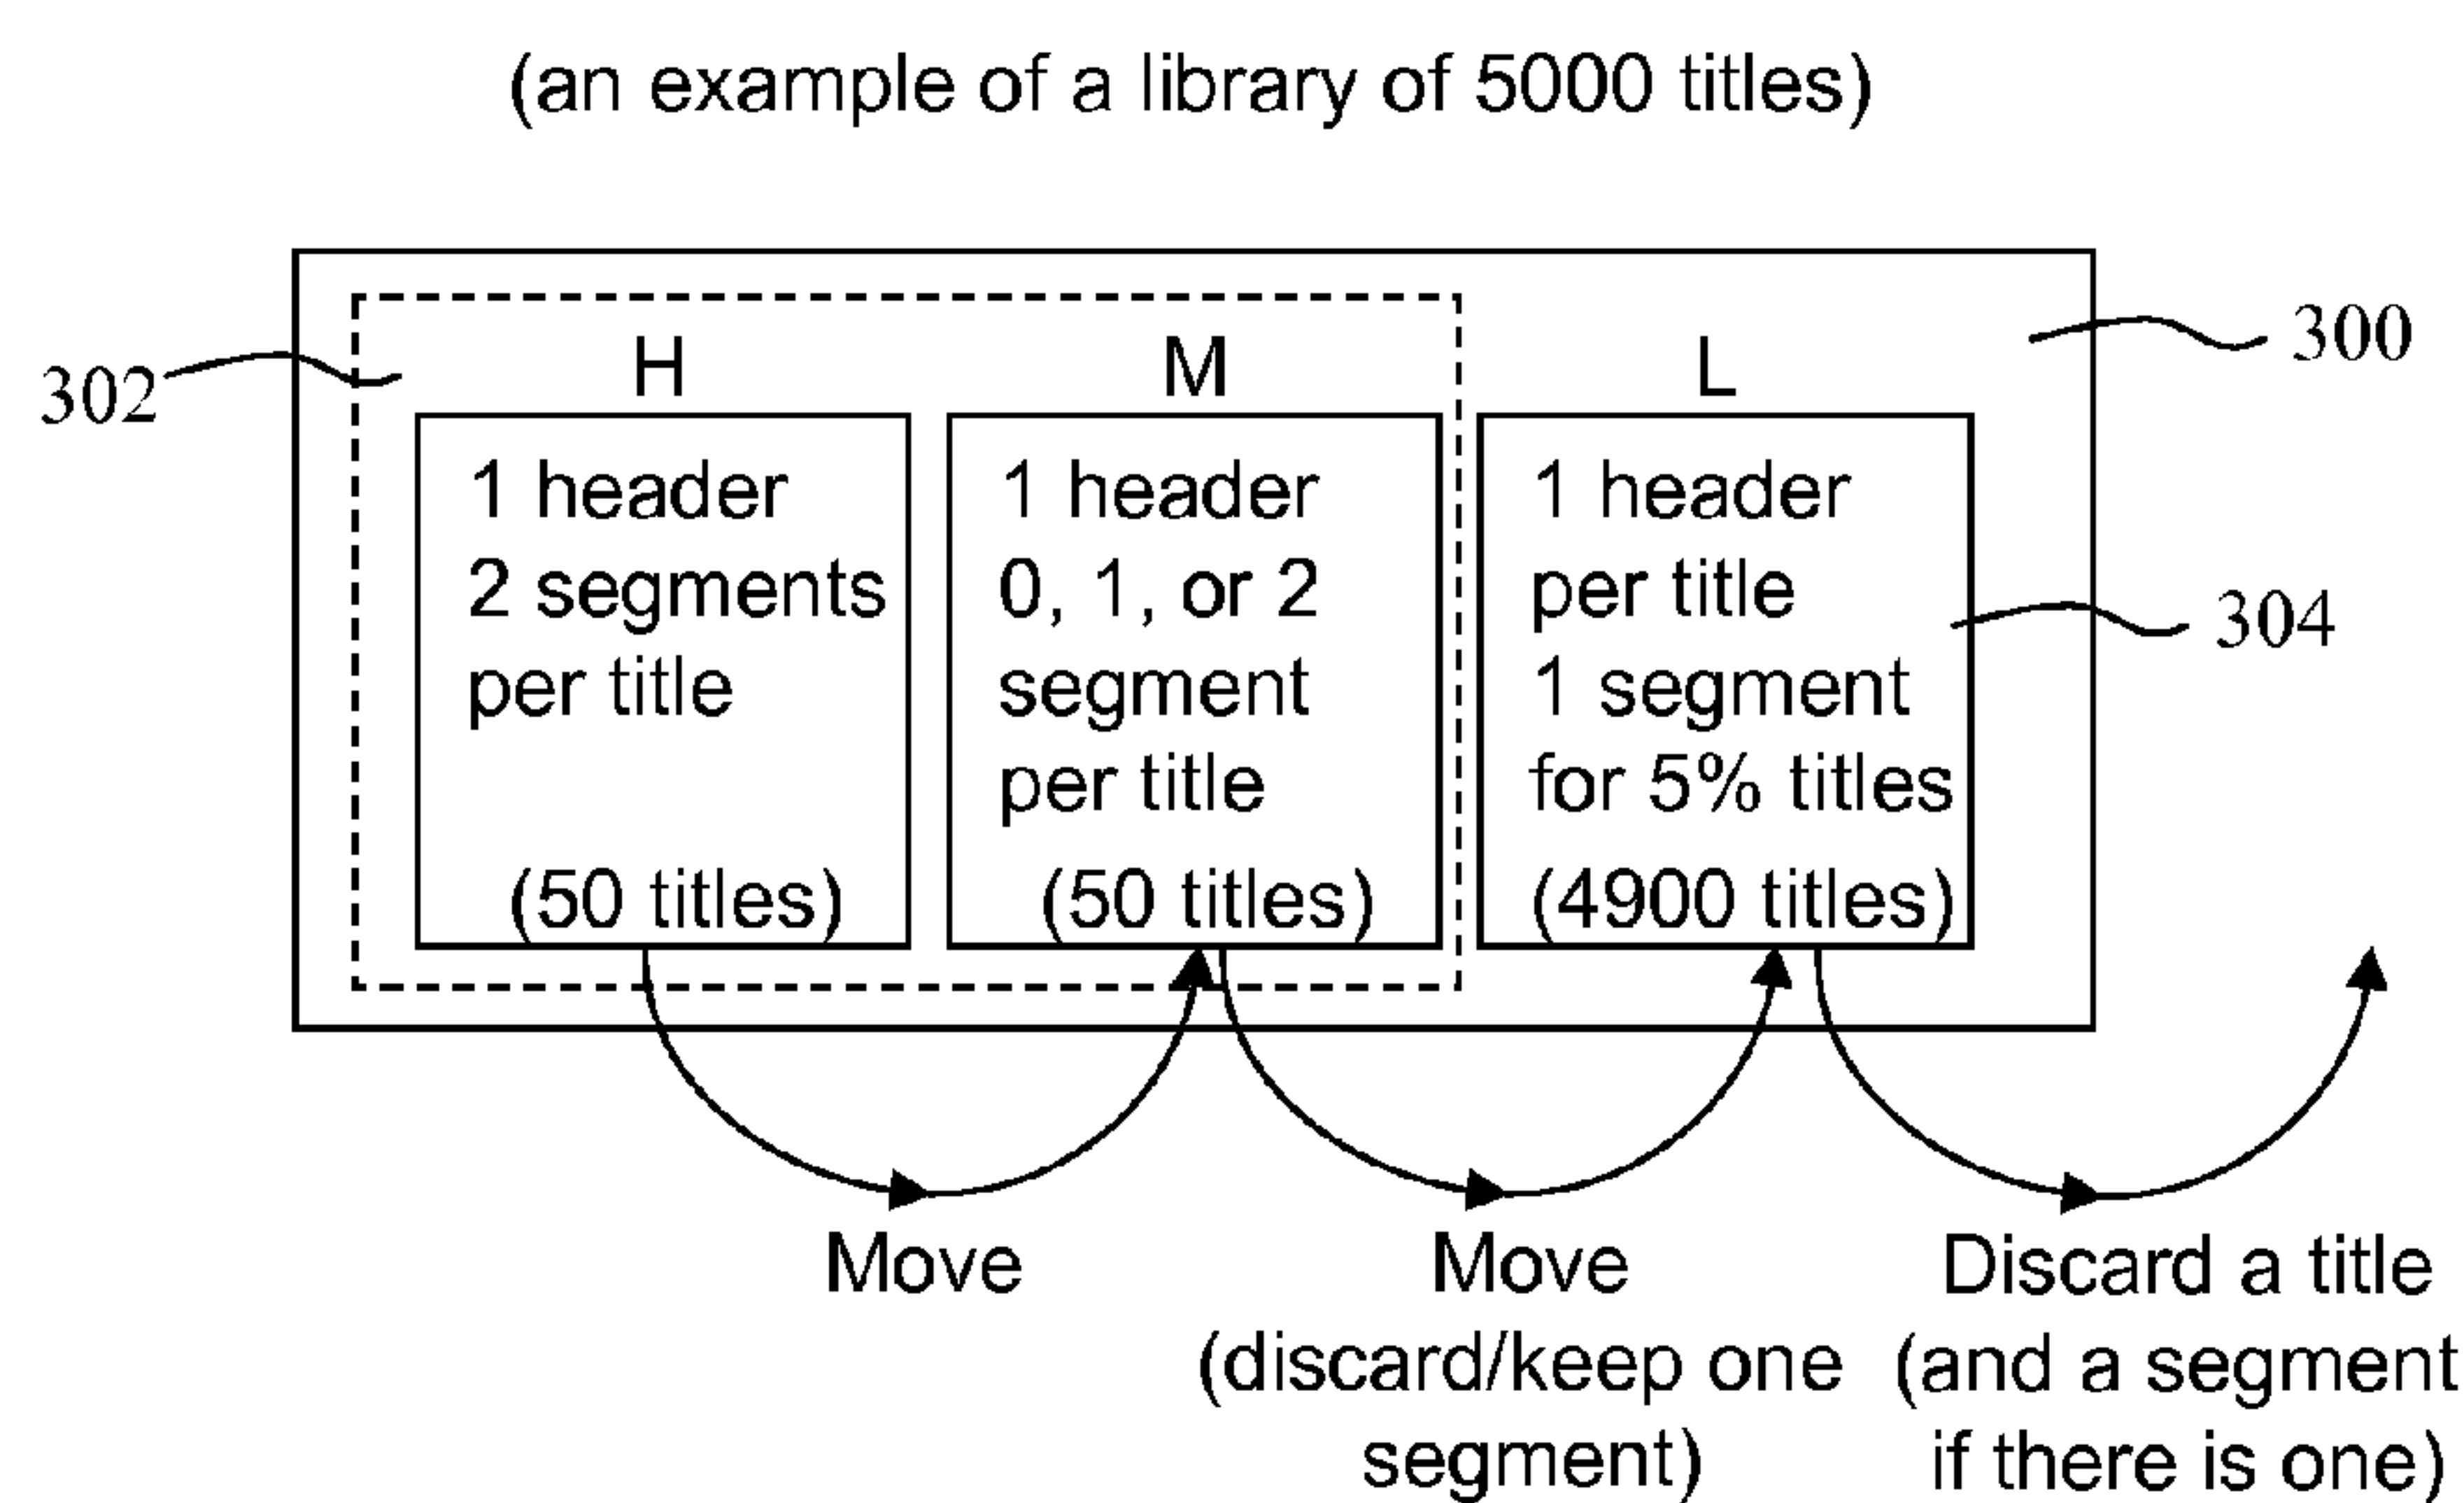 (an example of a library of 5000 titles)
300
302
H
M
L
1 header
2 segments
per title
(50 titles)
1 header
0, 1, or 2
segment
per title
(50 titles)
1 header
per title
1 segment
for 5% titles
(4900 titles)
304
Move
Move
(discard/keep one
segment)
Discard a title
(and a segment
if there is one)